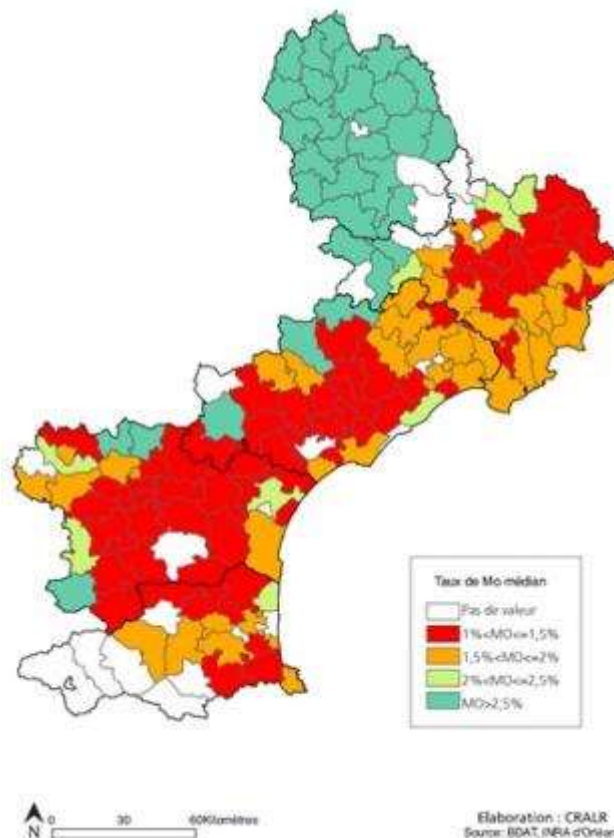 Taux de Mo médian
Pas de valeur
1%<MO<=1,5%
1,5%<MO<=2%
2%<MO<=2,5%
MO>2,5%
N
0 30 60Kilomètres
Elaboration : CRALR
Source: BDAT, INRA d'Orléan